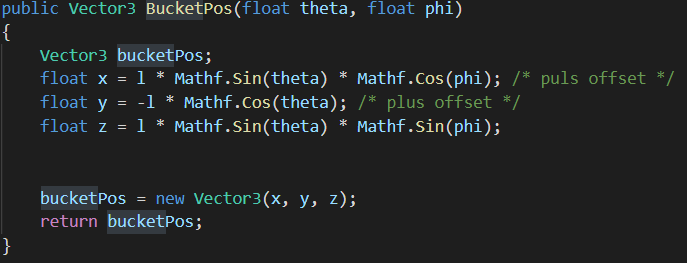 public Vector3 BucketPos(float theta, float phi)
{
Vector3 bucketPos;
float x = l * Mathf.Sin(theta) * Mathf.Cos(phi); /* puls offset */
float y = -l * Mathf.Cos(theta); /* plus offset */
float z = l * Mathf.Sin(theta) * Mathf.Sin(phi);
bucketPos = new Vector3(x, y, z);
return bucketPos;
}